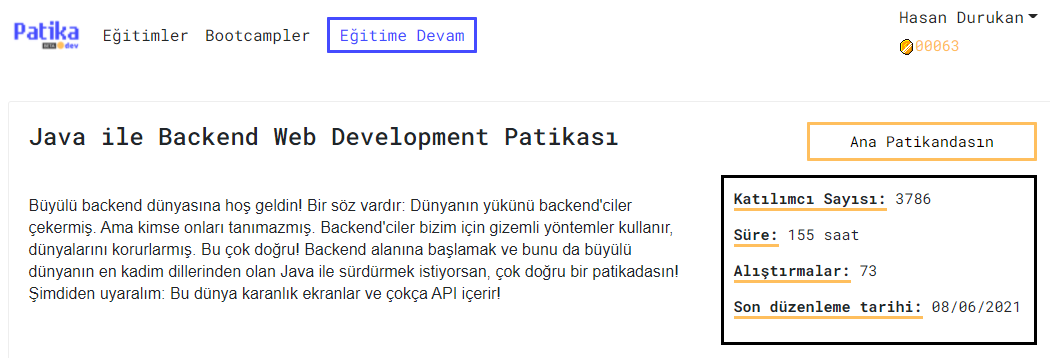 Patika
BETA dev
Eğitimler Bootcampler Eğitime Devam
Hasan Durukan
00063
Java ile Backend Web Development Patikası
Ana Patikandasın
Büyülü backend dünyasına hoş geldin! Bir söz vardır: Dünyanın yükünü backend'ciler
çekermiş. Ama kimse onları tanımazmış. Backend'ciler bizim için gizemli yöntemler kullanır,
dünyalarını korurlarmış. Bu çok doğru! Backend alanına başlamak ve bunu da büyülü
dünyanın en kadim dillerinden olan Java ile sürdürmek istiyorsan, çok doğru bir patikadasın!
Şimdiden uyaralım: Bu dünya karanlık ekranlar ve çokça API içerir!
Katılımcı Sayısı: 3786
Süre: 155 saat
Alıştırmalar: 73
Son düzenleme tarihi: 08/06/2021